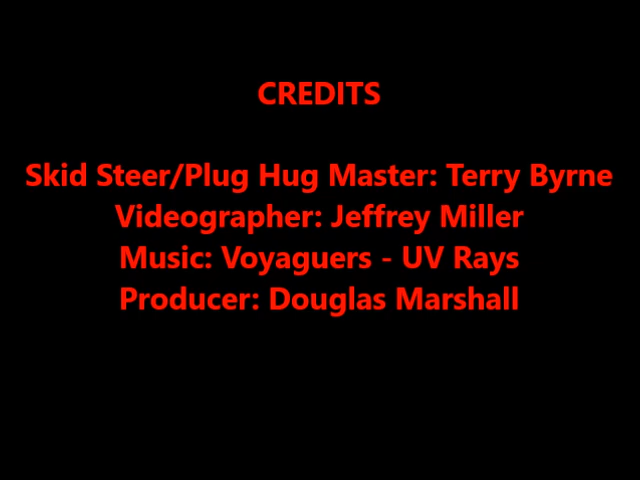 CREDITS
Skid Steer/Plug Hug Master: Terry Byrne
Videographer: Jeffrey Miller
Music: Voyaguers - UV Rays
Producer: Douglas Marshall